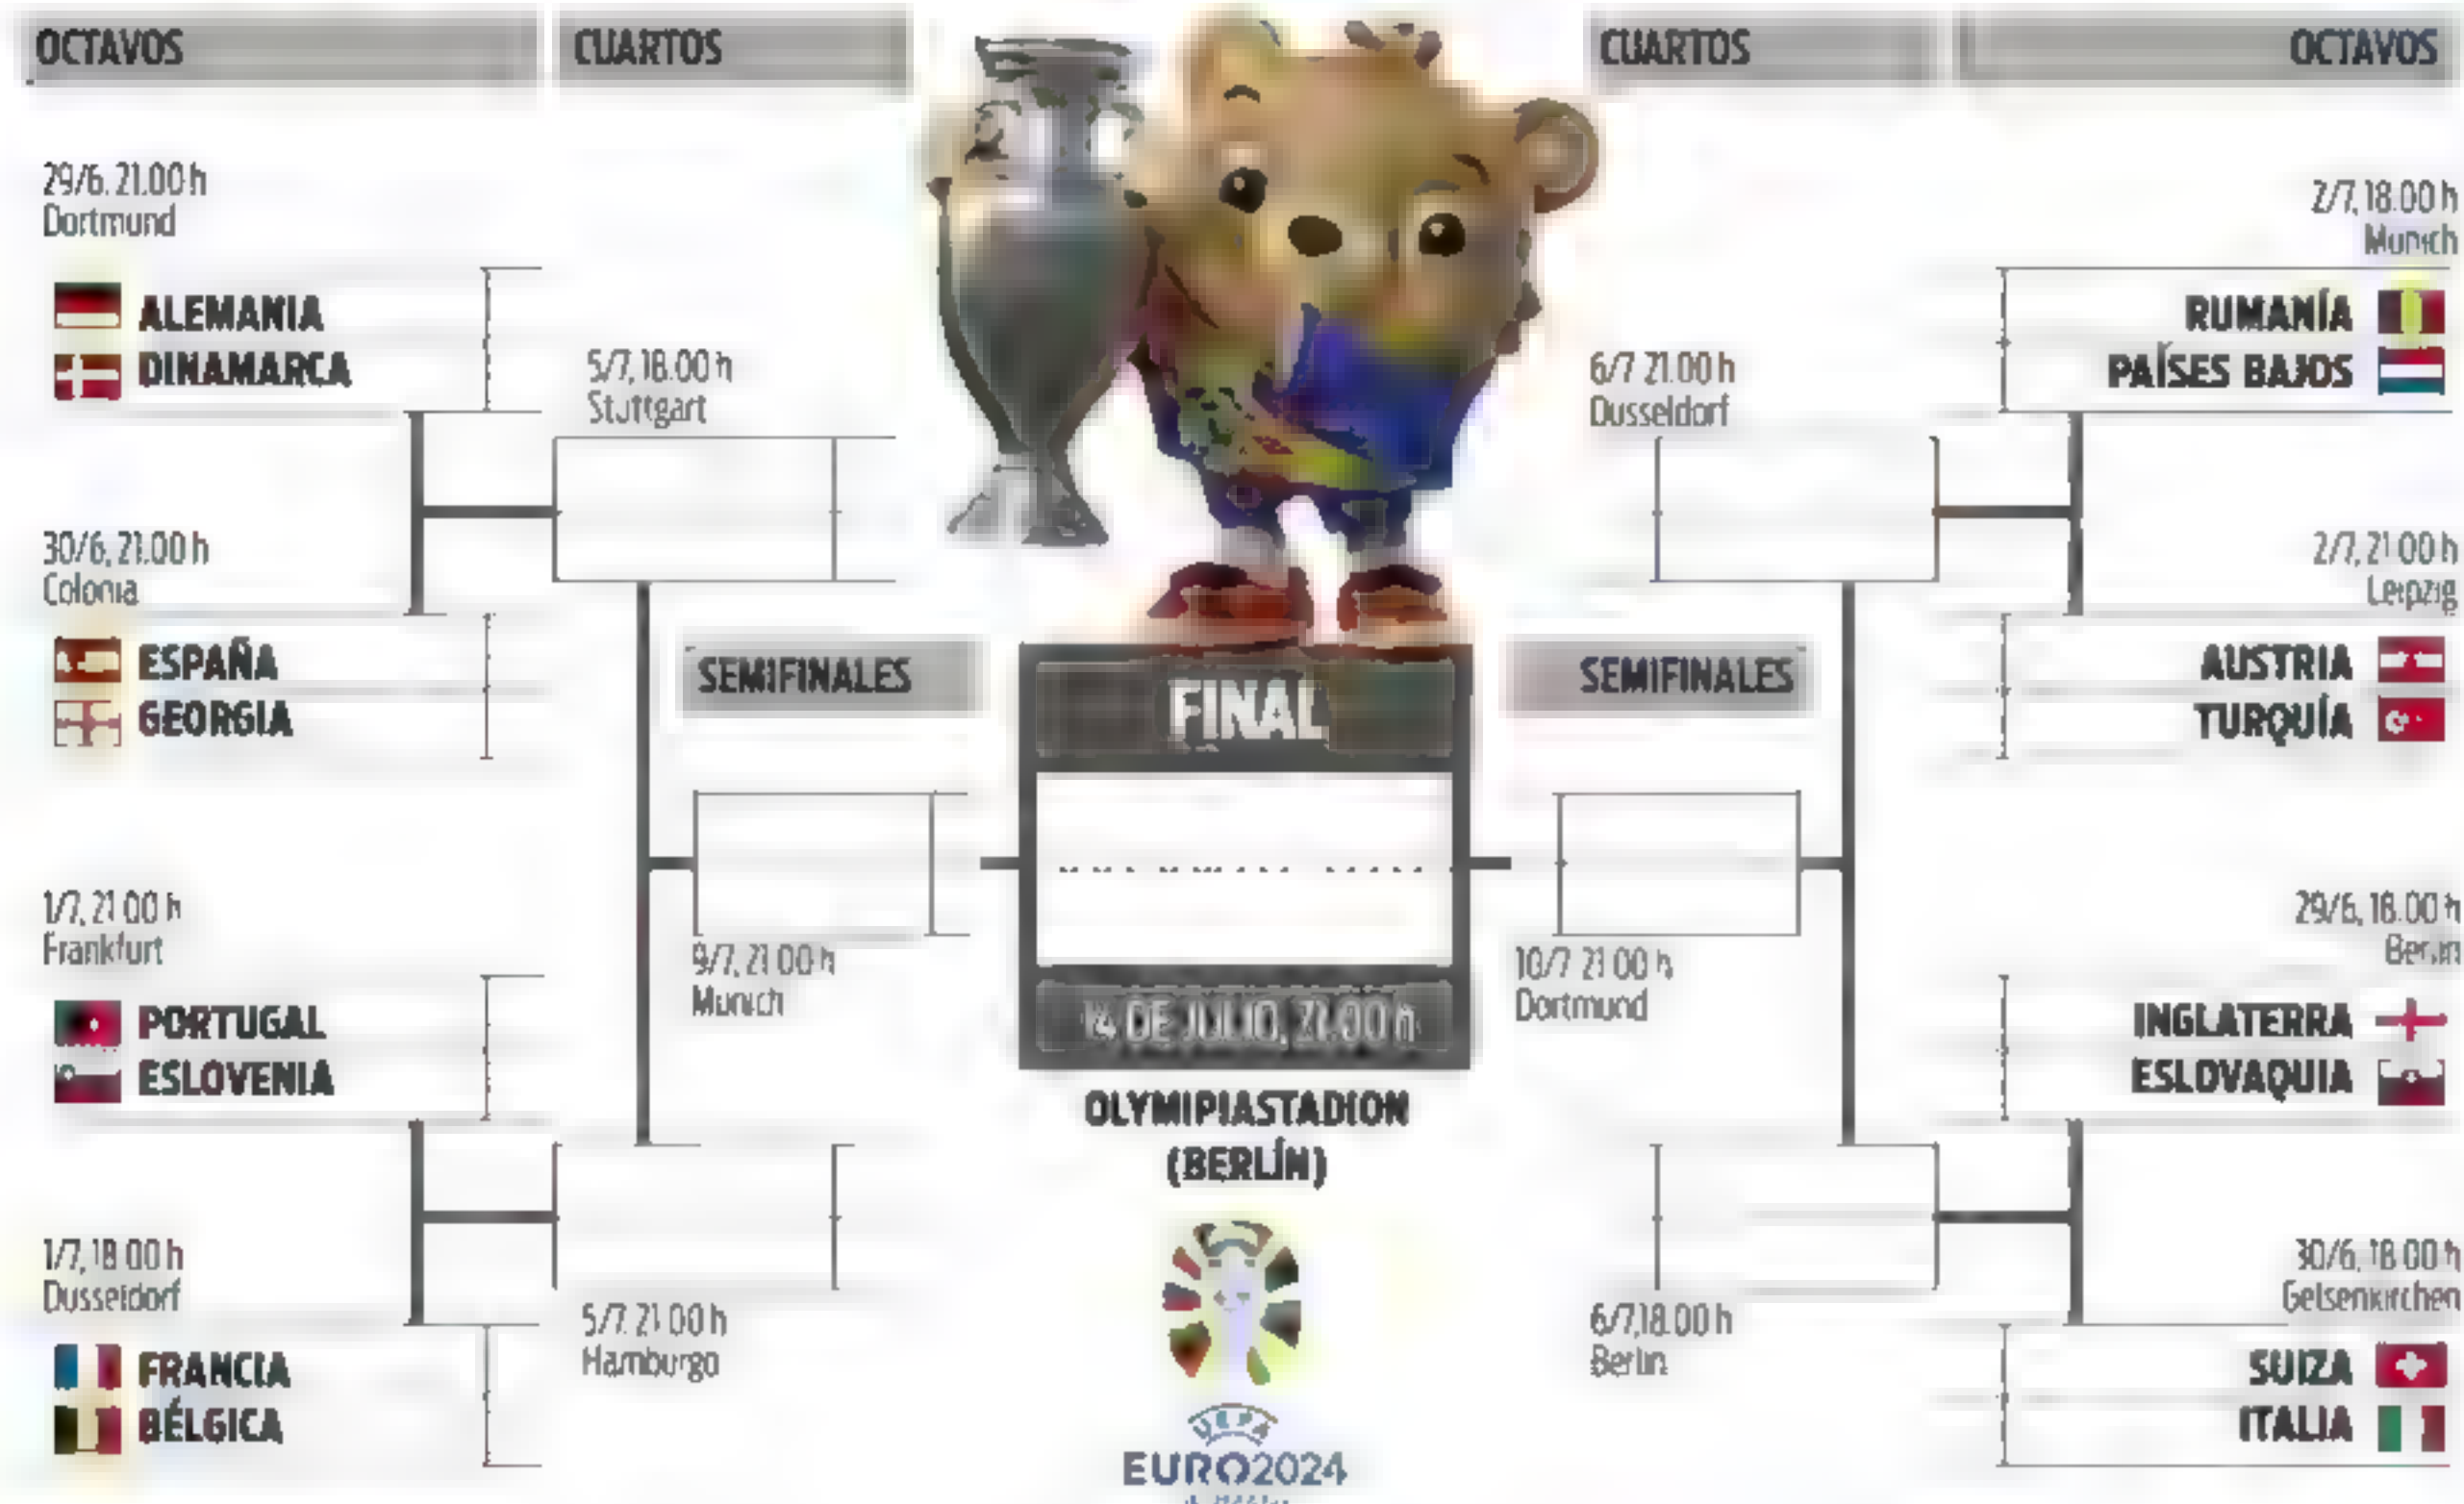 OCTAVOS
CUARTOS
CUARTOS
OCTAVOS
29/6. 21.00 h
Dortmund
ALEMANIA
DINAMARCA
5/7, 18.00 h
Stuttgart
30/6, 21.00 h
Colonia
ESPAÑA
GEORGIA
1/7, 21 00 h
Frankfurt
PORTUGAL
ESLOVENIA
1/7, 18 00 h
Dusseldorf
FRANCIA
BÉLGICA
5/7. 21 00 h
Hamburgo
SEMIFINALES
9/7, 21 00 h
Munich
FINAL
14 DE JULIO, 21.00 h
OLYMIPIASTADION
(BERLÍN)
UEFA
EURO2024
SEMIFINALES
10/7 21 00 h
Dortmund
6/7 21.00 h
Dusseldorf
6/7,18.00 h
Berlin
2/7, 18.00 h
Munich
RUMANÍA
PAÍSES BAJOS
2/7, 21 00 h
Leipzig
AUSTRIA
TURQUÍA
29/6, 18.00 h
Berlin
INGLATERRA
ESLOVAQUIA
30/6, 18 00 h
Gelsenkirchen
SUIZA
ITALIA